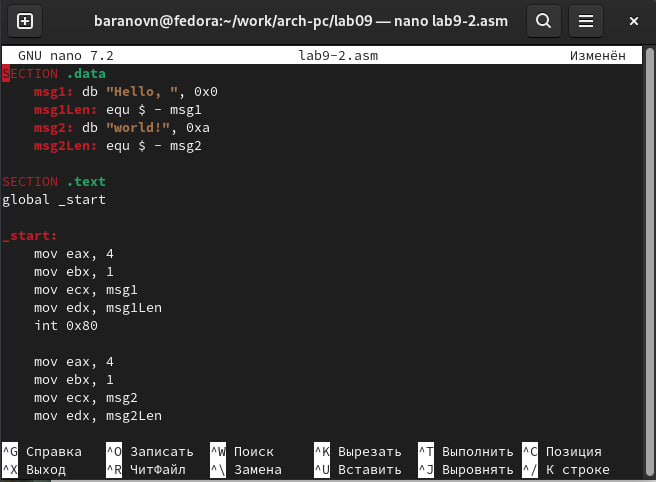 baranovn@fedora:~/work/arch-pc/lab09 — nano lab9-2.asm
GNU nano 7.2 lab9-2.asm Изменён
SECTION .data
    msg1: db "Hello, ", 0x0
    msg1Len: equ $ - msg1
    msg2: db "world!", 0xa
    msg2Len: equ $ - msg2

SECTION .text
global _start

_start:
    mov eax, 4
    mov ebx, 1
    mov ecx, msg1
    mov edx, msg1Len
    int 0x80

    mov eax, 4
    mov ebx, 1
    mov ecx, msg2
    mov edx, msg2Len

^G Справка ^O Записать ^W Поиск ^K Вырезать ^T Выполнить ^C Позиция
^X Выход ^R ЧитФайл ^\ Замена ^U Вставить ^J Выровнять ^/ К строке